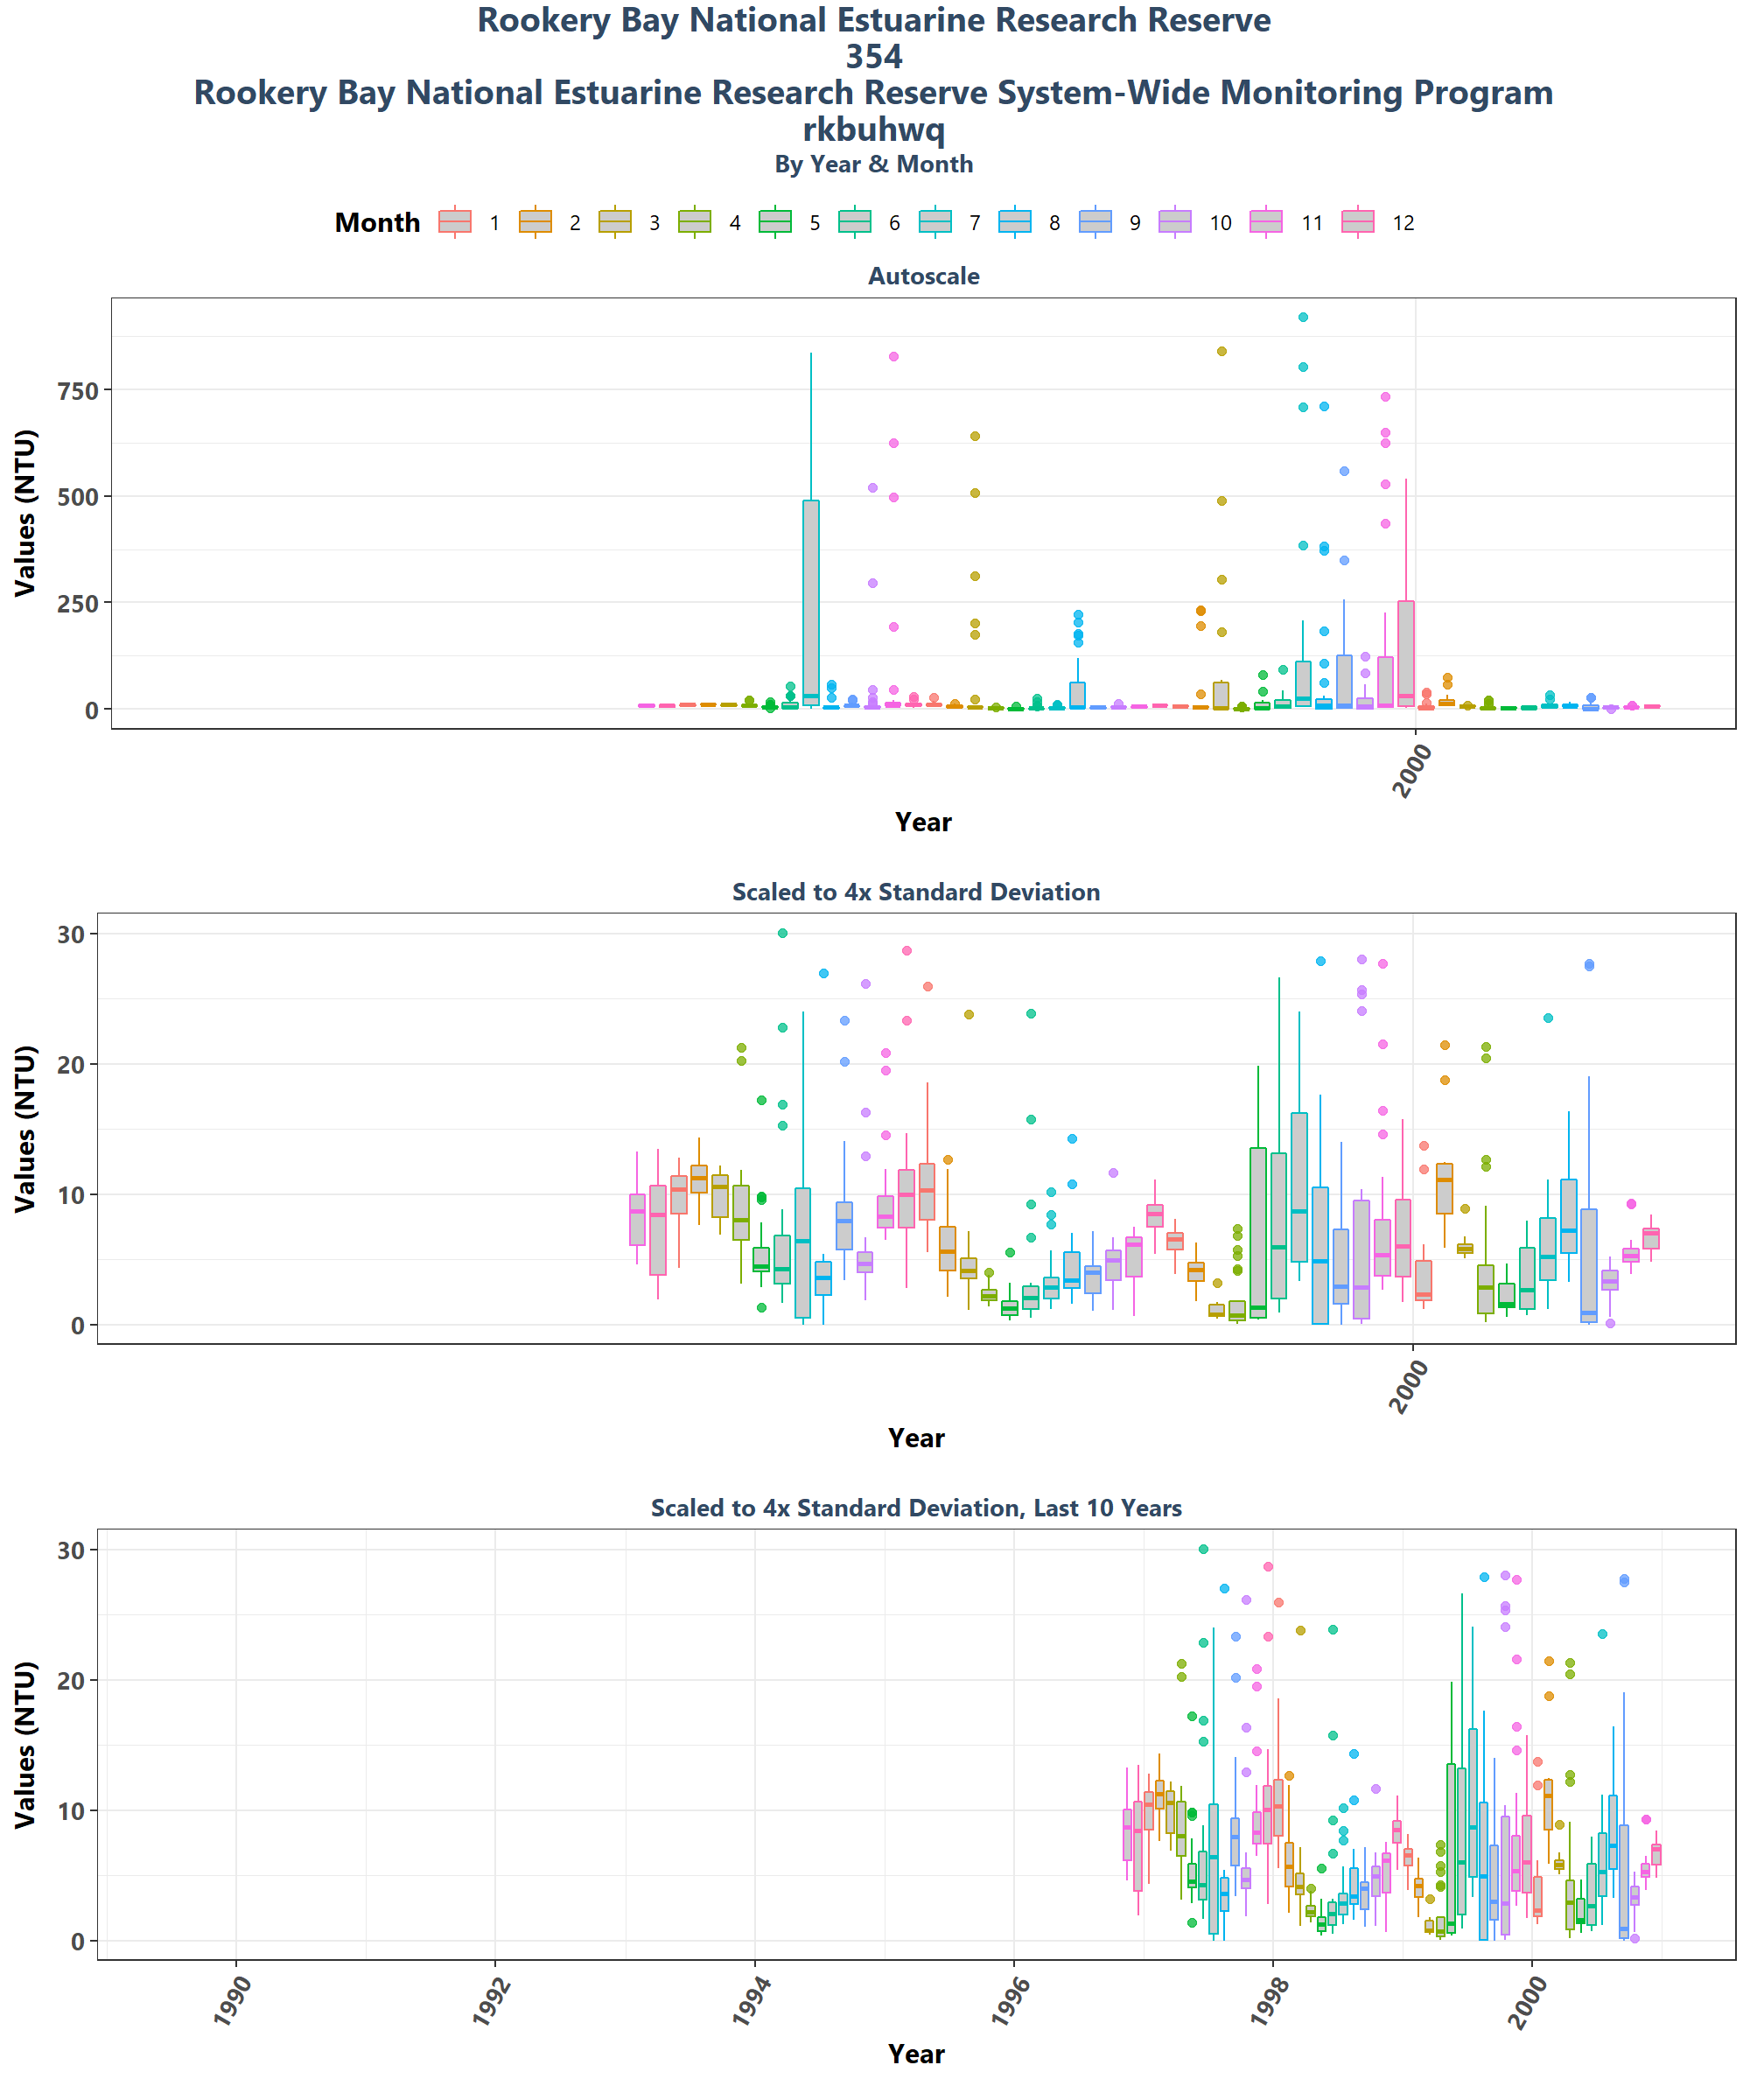 Rookery Bay National Estuarine Research Reserve
354
Rookery Bay National Estuarine Research Reserve System-Wide Monitoring Program
rkbuhwq
By Year & Month
Month 1 2 3 4 5 6 7 8 9 10 11 12
Autoscale
Values (NTU)
750
500
250
0
2000
Year
Scaled to 4x Standard Deviation
Values (NTU)
30
20
10
0
2000
Year
Scaled to 4x Standard Deviation, Last 10 Years
Values (NTU)
30
20
10
0
1990 1992 1994 1996 1998 2000
Year